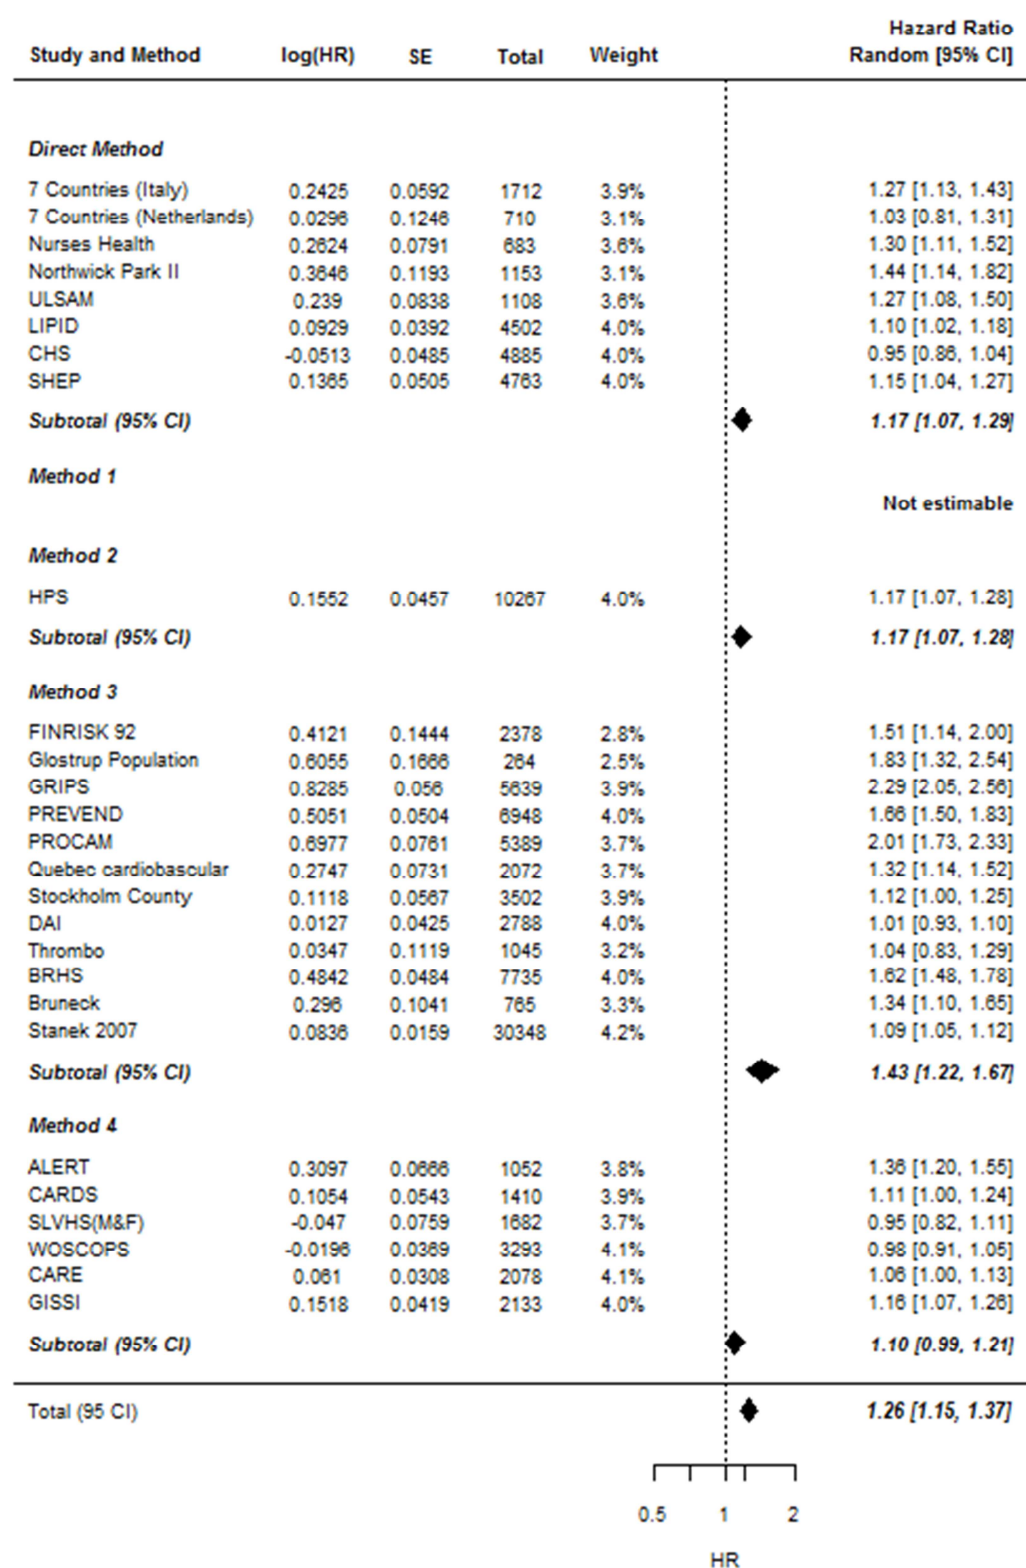 Hazard Ratio
Study and Method log(HR) SE Total Weight Random [95% CI]
Direct Method
7 Countries (Italy) 0.2425 0.0592 1712 3.9% 1.27 [1.13, 1.43]
7 Countries (Netherlands) 0.0296 0.1246 710 3.1% 1.03 [0.81, 1.31]
Nurses Health 0.2624 0.0791 683 3.6% 1.30 [1.11, 1.52]
Northwick Park II 0.3646 0.1193 1153 3.1% 1.44 [1.14, 1.82]
ULSAM 0.239 0.0838 1108 3.6% 1.27 [1.08, 1.50]
LIPID 0.0929 0.0392 4502 4.0% 1.10 [1.02, 1.18]
CHS -0.0513 0.0485 4885 4.0% 0.95 [0.86, 1.04]
SHEP 0.1365 0.0505 4763 4.0% 1.15 [1.04, 1.27]
Subtotal (95% CI) 1.17 [1.07, 1.29]
Method 1
Not estimable
Method 2
HPS 0.1552 0.0457 10267 4.0% 1.17 [1.07, 1.28]
Subtotal (95% CI) 1.17 [1.07, 1.28]
Method 3
FINRISK 92 0.4121 0.1444 2378 2.8% 1.51 [1.14, 2.00]
Glostrup Population 0.6055 0.1666 264 2.5% 1.83 [1.32, 2.54]
GRIPS 0.8285 0.056 5639 3.9% 2.29 [2.05, 2.56]
PREVEND 0.5051 0.0504 6948 4.0% 1.66 [1.50, 1.83]
PROCAM 0.6977 0.0761 5389 3.7% 2.01 [1.73, 2.33]
Quebec cardiobascular 0.2747 0.0731 2072 3.7% 1.32 [1.14, 1.52]
Stockholm County 0.1118 0.0567 3502 3.9% 1.12 [1.00, 1.25]
DAI 0.0127 0.0425 2788 4.0% 1.01 [0.93, 1.10]
Thrombo 0.0347 0.1119 1045 3.2% 1.04 [0.83, 1.29]
BRHS 0.4842 0.0484 7735 4.0% 1.62 [1.48, 1.78]
Bruneck 0.296 0.1041 765 3.3% 1.34 [1.10, 1.65]
Stanek 2007 0.0836 0.0159 30348 4.2% 1.09 [1.05, 1.12]
Subtotal (95% CI) 1.43 [1.22, 1.67]
Method 4
ALERT 0.3097 0.0666 1052 3.8% 1.36 [1.20, 1.55]
CARDS 0.1054 0.0543 1410 3.9% 1.11 [1.00, 1.24]
SLVHS(M&F) -0.047 0.0759 1682 3.7% 0.95 [0.82, 1.11]
WOSCOPS -0.0196 0.0369 3293 4.1% 0.98 [0.91, 1.05]
CARE 0.061 0.0308 2078 4.1% 1.06 [1.00, 1.13]
GISSI 0.1518 0.0419 2133 4.0% 1.16 [1.07, 1.26]
Subtotal (95% CI) 1.10 [0.99, 1.21]
Total (95 CI) 1.26 [1.15, 1.37]
0.5 1 2
HR